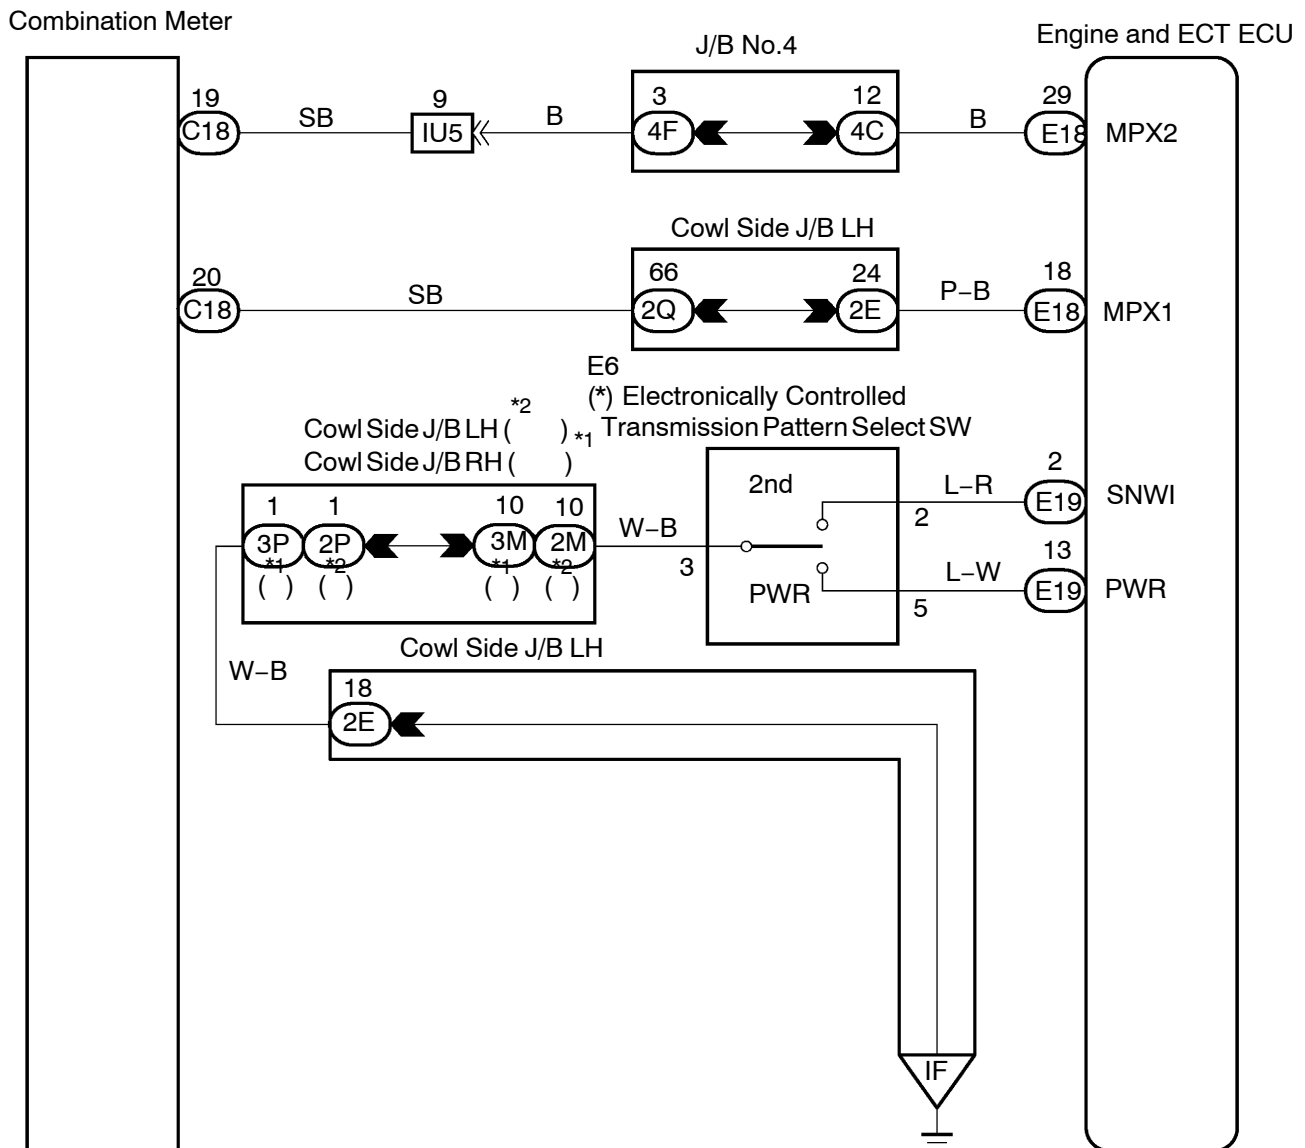 Combination Meter
Engine and ECT ECU
J/B No.4
19
9
3
12
29
C18
SB
IU5
B
4F
4C
B
E18
MPX2
Cowl Side J/B LH
20
66
24
18
C18
SB
2Q
2E
P–B
E18
MPX1
E6
(*) Electronically Controlled
Transmission Pattern Select SW
Cowl Side J/B LH (*2)
Cowl Side J/B RH (*1)
1
1
10
10
3P
2P
3M
2M
(*1)
(*2)
(*1)
(*2)
W–B
3
2nd
PWR
2
L–R
2
E19
SNWI
5
L–W
13
E19
PWR
Cowl Side J/B LH
W–B
18
2E
IF